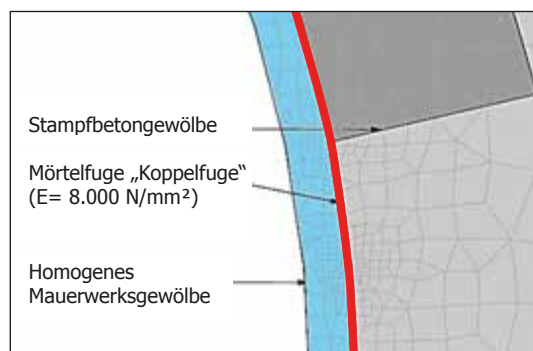 Stampfbetongewölbe
Mörtelfuge „Koppelfuge“
(E= 8.000 N/mm²)
Homogenes
Mauerwerksgewölbe